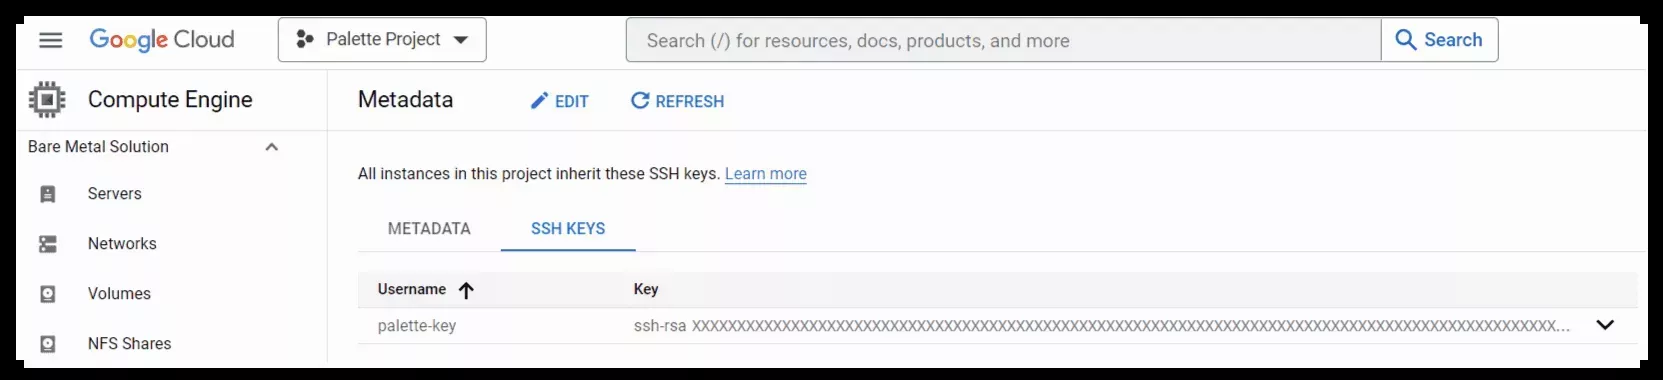 Google Cloud
Palette Project
Search (/) for resources, docs, products, and more
Search
Compute Engine
Metadata
EDIT
REFRESH
Bare Metal Solution
Servers
Networks
Volumes
NFS Shares
All instances in this project inherit these SSH keys. Learn more
METADATA
SSH KEYS
Username
Key
palette-key
ssh-rsa XXXXXXXXXXXXXXXXXXXXXXXXXXXXXXXXXXXXXXXXXXXXXXXXXXXXXXXXXXXXXXXXXXXXXXXXXXXXXXXXXXXXXXXXXXXXXXXX...